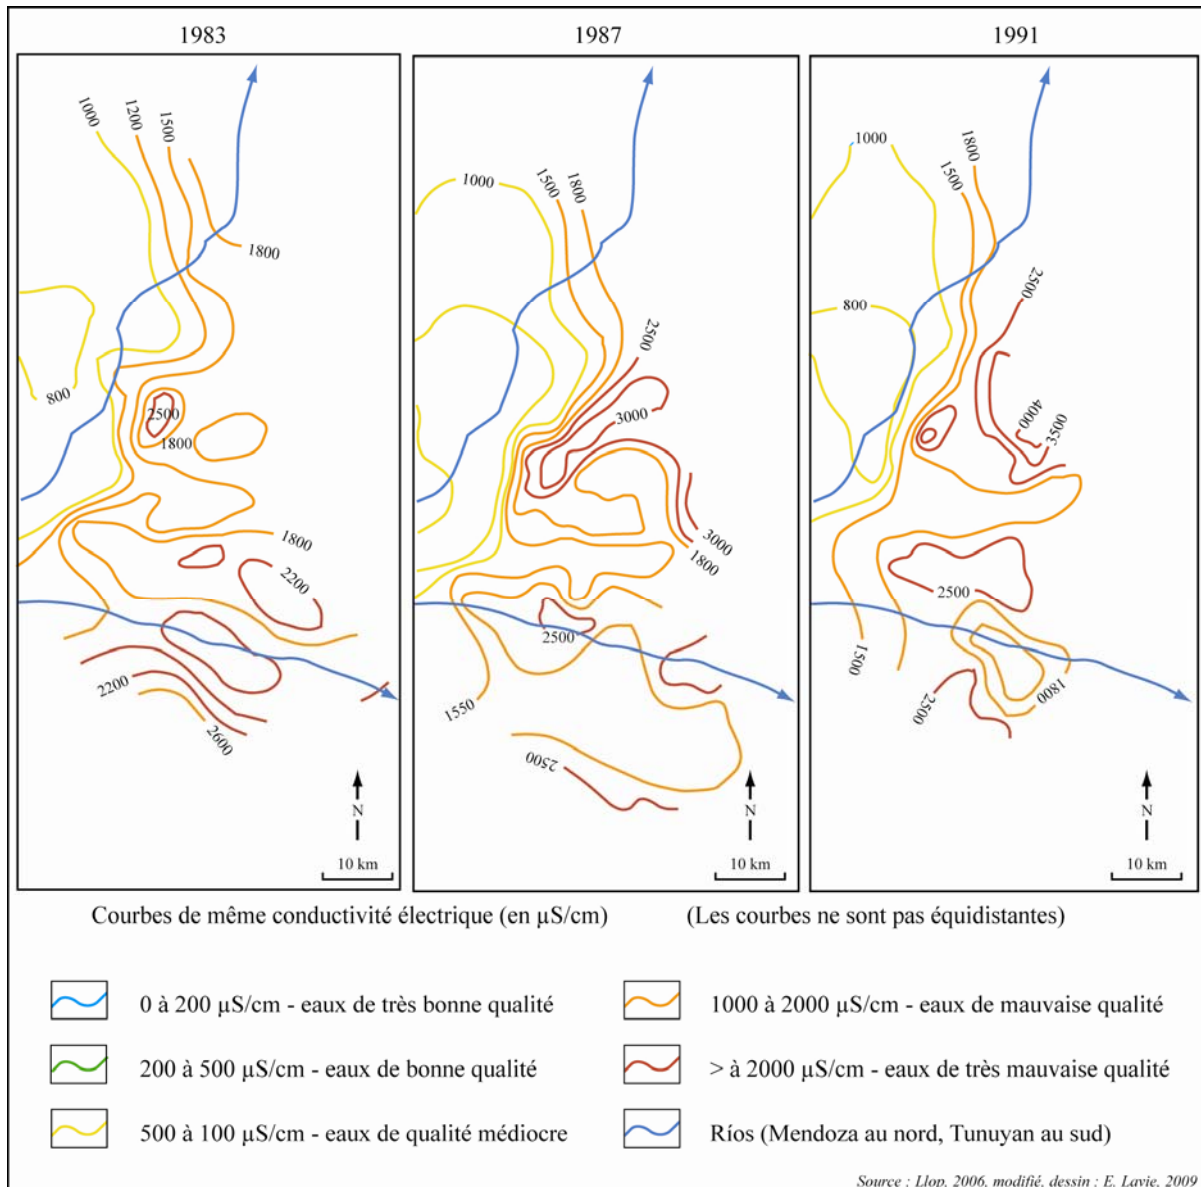 1983
1987
1991
1000
1200
1500
1800
800
2500
1800
1800
2200
2200
2600
N
10 km
1000
1500
1800
2500
3000
3000
1800
2500
1550
2500
N
10 km
1000
1800
1500
2500
800
4000
3500
2500
1500
1800
2500
N
10 km
Courbes de même conductivité électrique (en µS/cm)
(Les courbes ne sont pas équidistantes)
0 à 200 µS/cm - eaux de très bonne qualité
200 à 500 µS/cm - eaux de bonne qualité
500 à 100 µS/cm - eaux de qualité médiocre
1000 à 2000 µS/cm - eaux de mauvaise qualité
> à 2000 µS/cm - eaux de très mauvaise qualité
Ríos (Mendoza au nord, Tunuyan au sud)
Source : Llop, 2006, modifié, dessin : E. Lavie, 2009